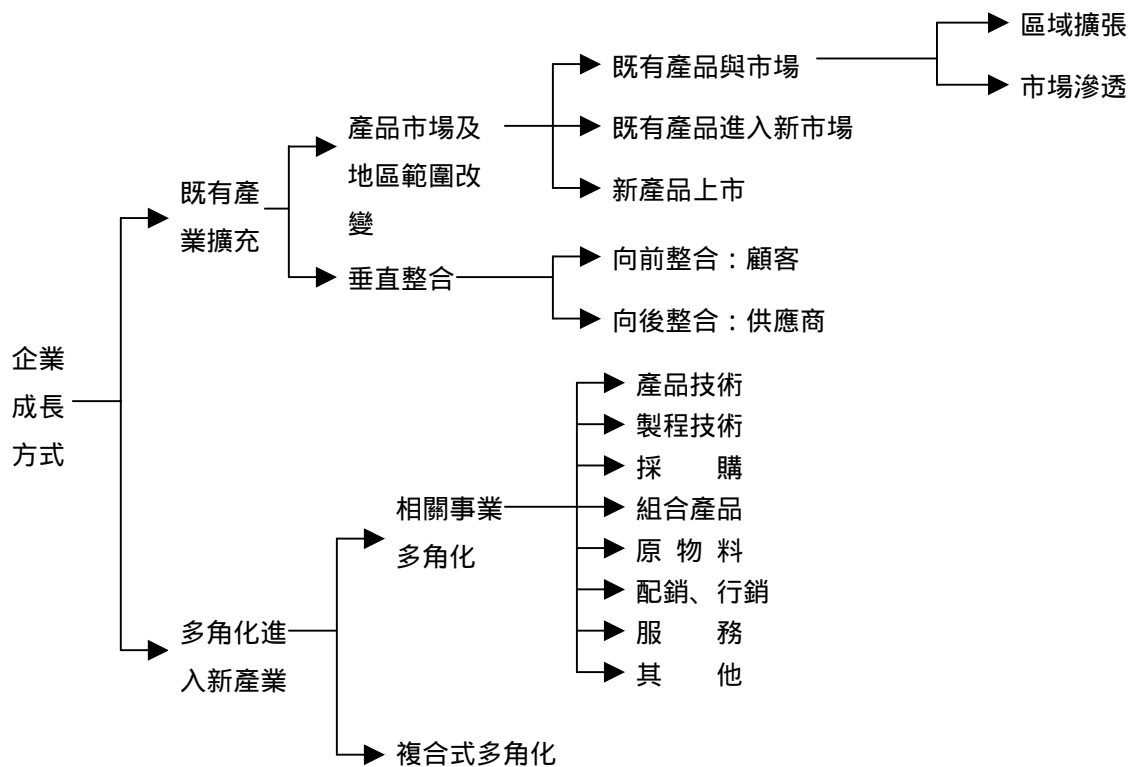 區域擴張
既有產品與市場
市場滲透
產品市場及
地區範圍改
變
既有產品進入新市場
新產品上市
既有產
業擴充
垂直整合
向前整合：顧客
向後整合：供應商
企業
成長
方式
產品技術
製程技術
採 購
組合產品
原 物 料
配銷、行銷
服 務
其 他
相關事業
多角化
多角化進
入新產業
複合式多角化